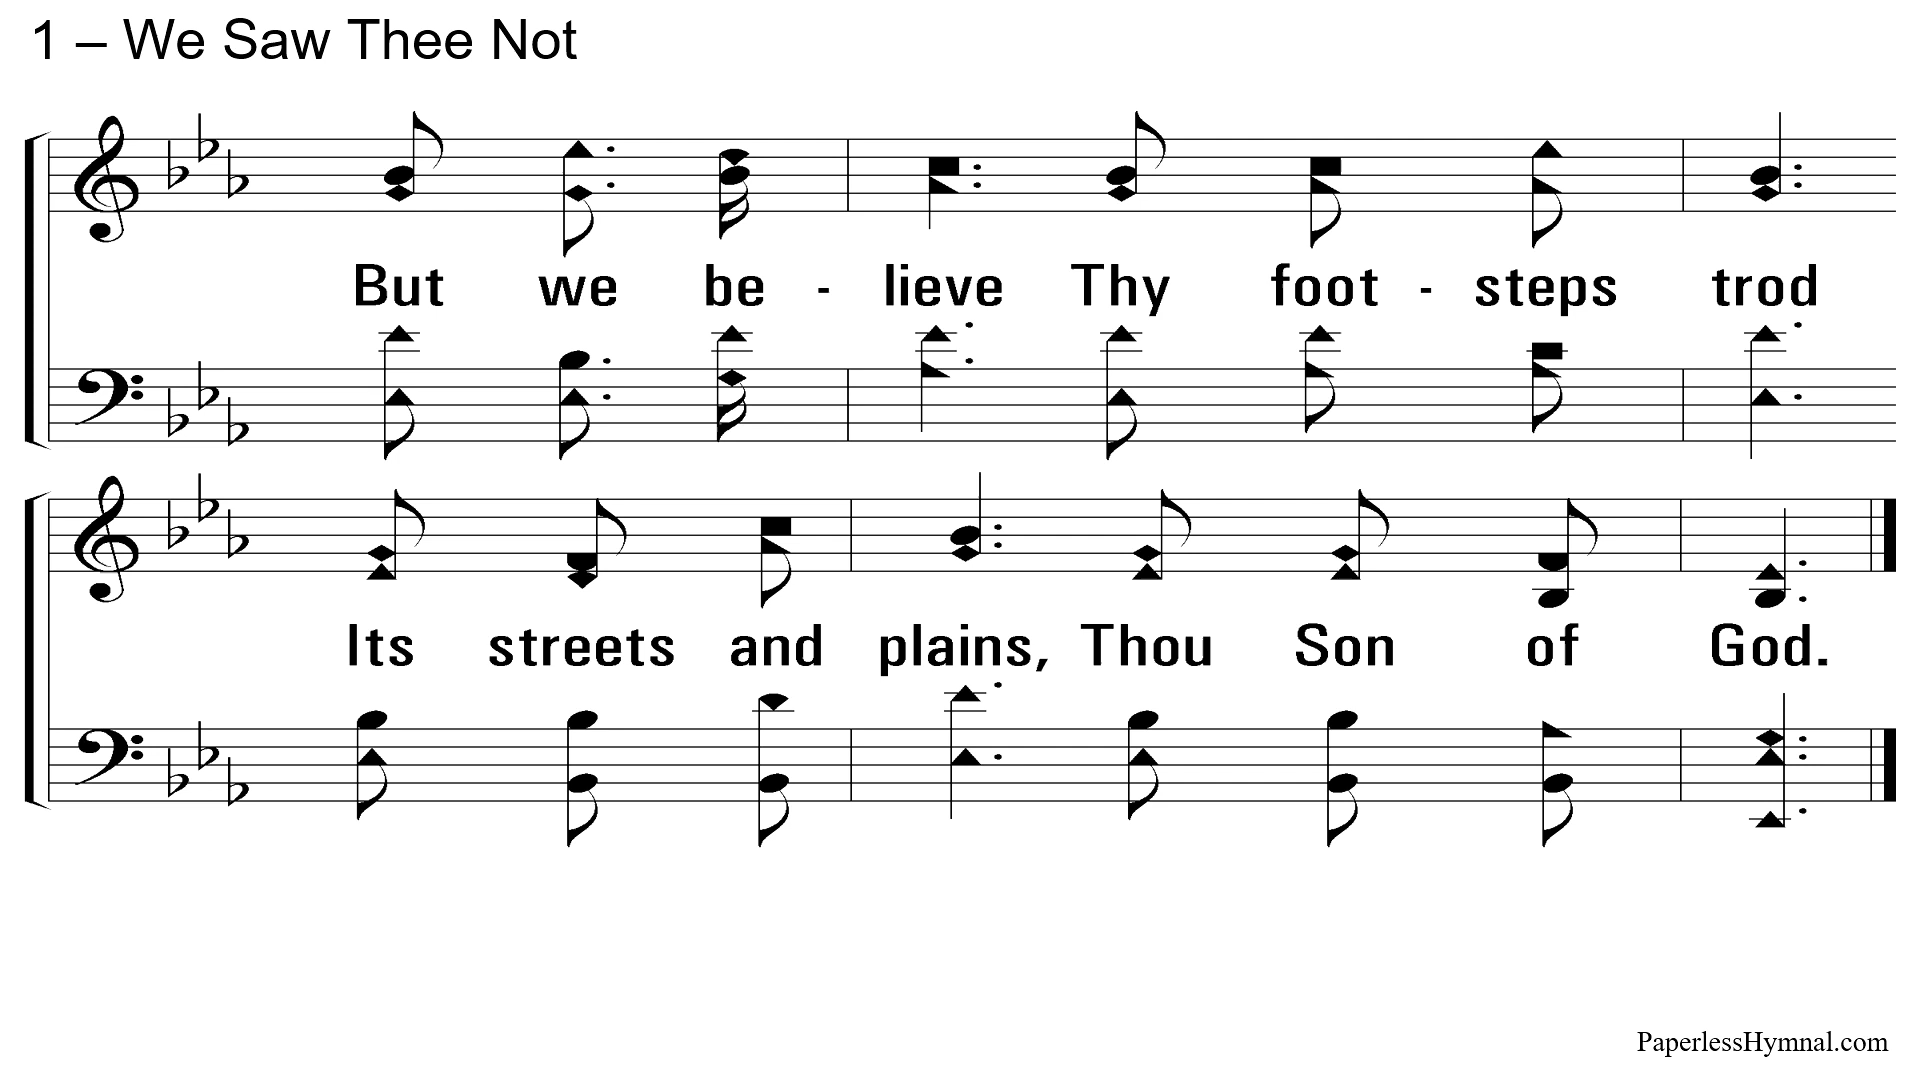 1 – We Saw Thee Not
But we be - lieve Thy foot - steps trod
Its streets and plains, Thou Son of God.
PaperlessHymnal.com